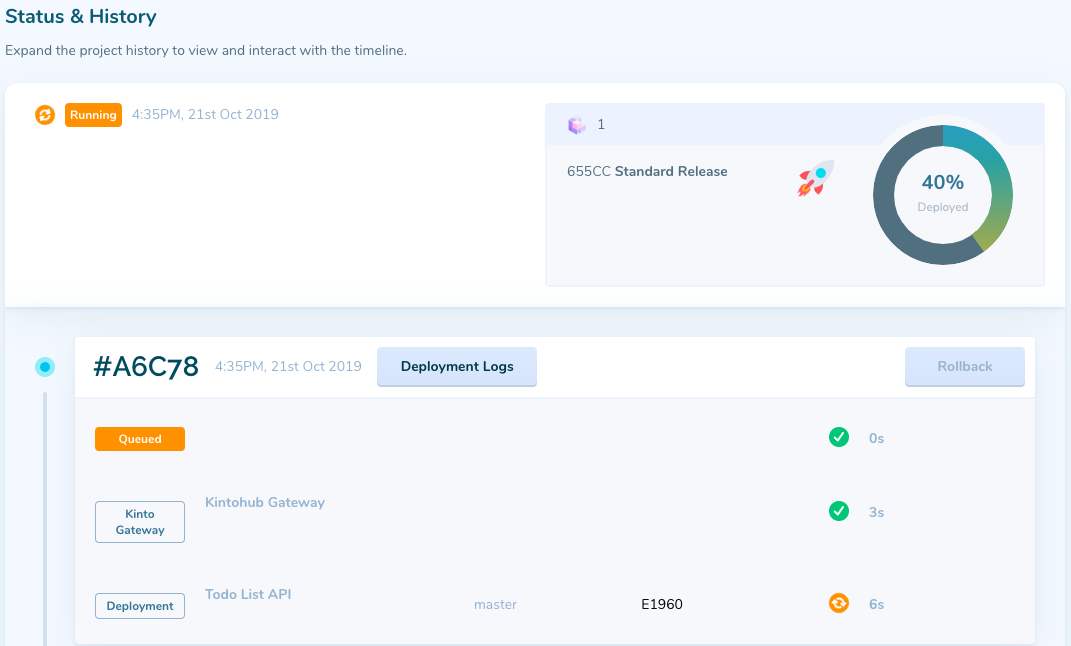 Status & History
Expand the project history to view and interact with the timeline.
Running 4:35PM, 21st Oct 2019
1
655CC Standard Release
40%
Deployed
#A6C78 4:35PM, 21st Oct 2019 Deployment Logs Rollback
Queued 0s
Kintohub Gateway
Kinto
Gateway
3s
Todo List API
Deployment master E1960 6s